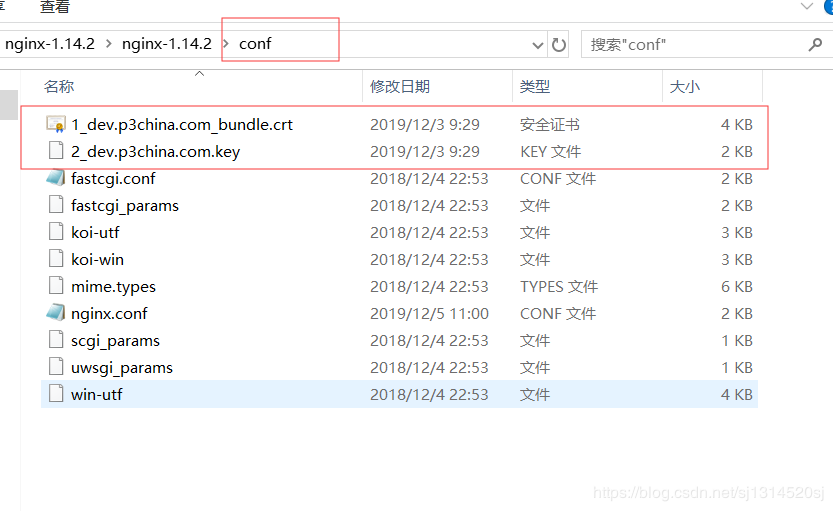 查看
nginx-1.14.2 › nginx-1.14.2 › conf 搜索"conf"
名称 修改日期 类型 大小
1_dev.p3china.com_bundle.crt 2019/12/3 9:29 安全证书 4 KB
2_dev.p3china.com.key 2019/12/3 9:29 KEY 文件 2 KB
fastcgi.conf 2018/12/4 22:53 CONF 文件 2 KB
fastcgi_params 2018/12/4 22:53 文件 2 KB
koi-utf 2018/12/4 22:53 文件 3 KB
koi-win 2018/12/4 22:53 文件 3 KB
mime.types 2018/12/4 22:53 TYPES 文件 6 KB
nginx.conf 2019/12/5 11:00 CONF 文件 2 KB
scgi_params 2018/12/4 22:53 文件 1 KB
uwsgi_params 2018/12/4 22:53 文件 1 KB
win-utf 2018/12/4 22:53 文件 4 KB
https://blog.csdn.net/sj1314520sj